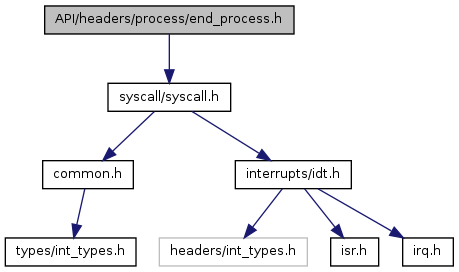 API/headers/process/end_process.h
syscall/syscall.h
common.h
interrupts/idt.h
types/int_types.h
headers/int_types.h
isr.h
irq.h